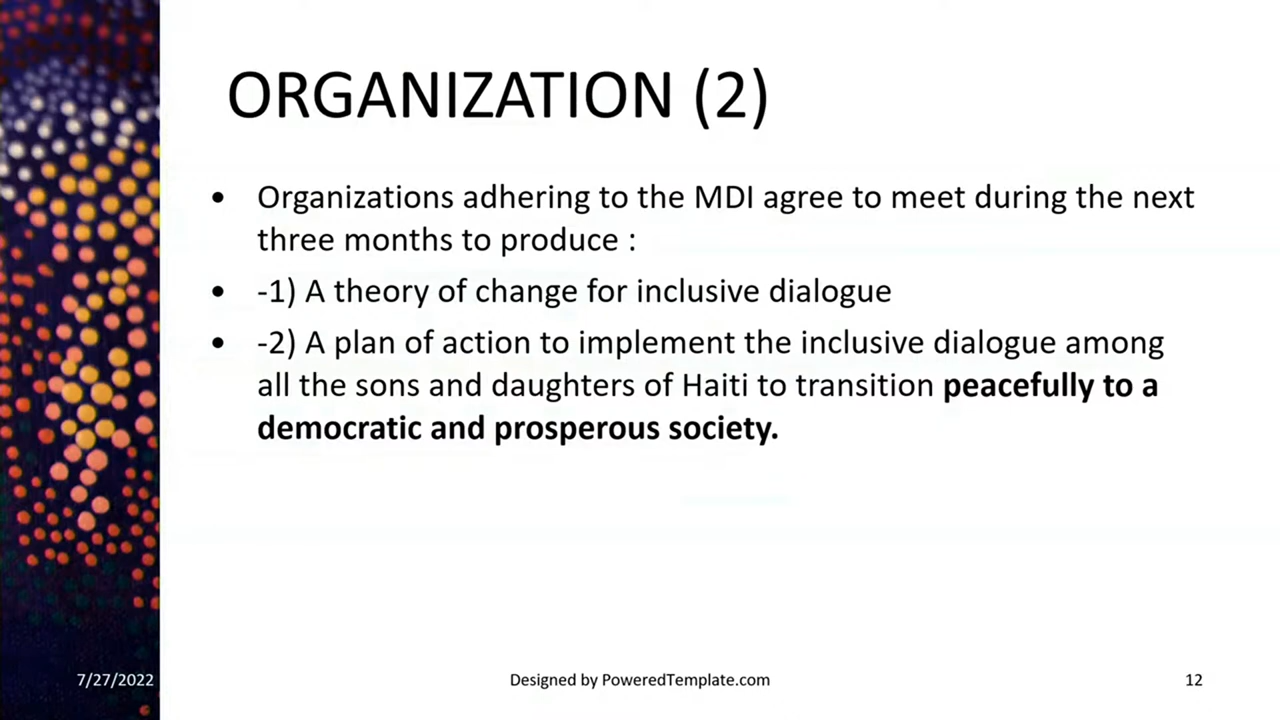 ORGANIZATION (2)
• Organizations adhering to the MDI agree to meet during the next
three months to produce :
• -1) A theory of change for inclusive dialogue
• -2) A plan of action to implement the inclusive dialogue among
all the sons and daughters of Haiti to transition peacefully to a
democratic and prosperous society.
7/27/2022
Designed by PoweredTemplate.com
12